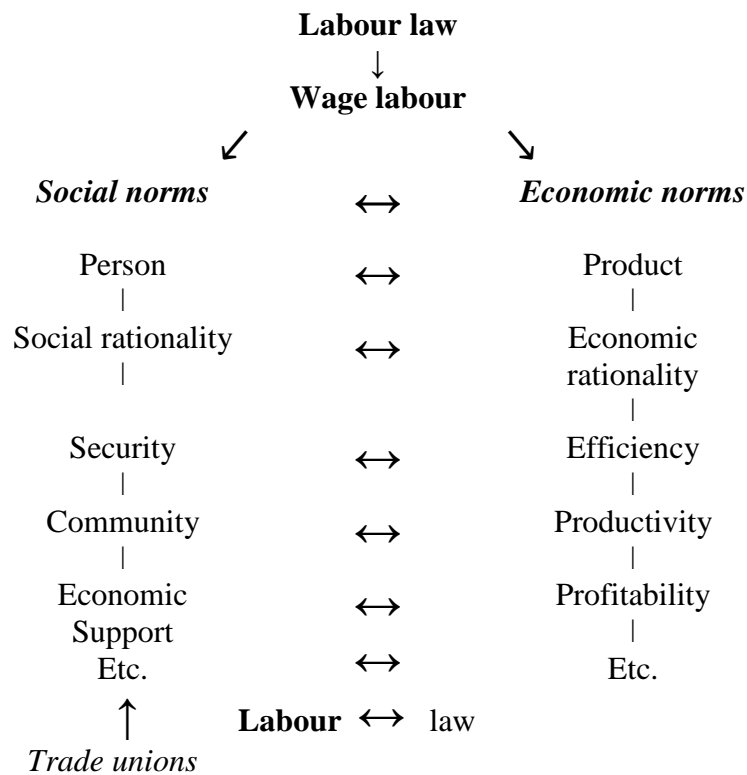 Labour law
↓
Wage labour
↙ ↘
Social norms ↔ Economic norms
Person ↔ Product
| |
Social rationality ↔ Economic
| rationality
|
Security ↔ Efficiency
| |
Community ↔ Productivity
| |
Economic ↔ Profitability
Support |
Etc. ↔ Etc.
↑ Labour ↔ law
Trade unions